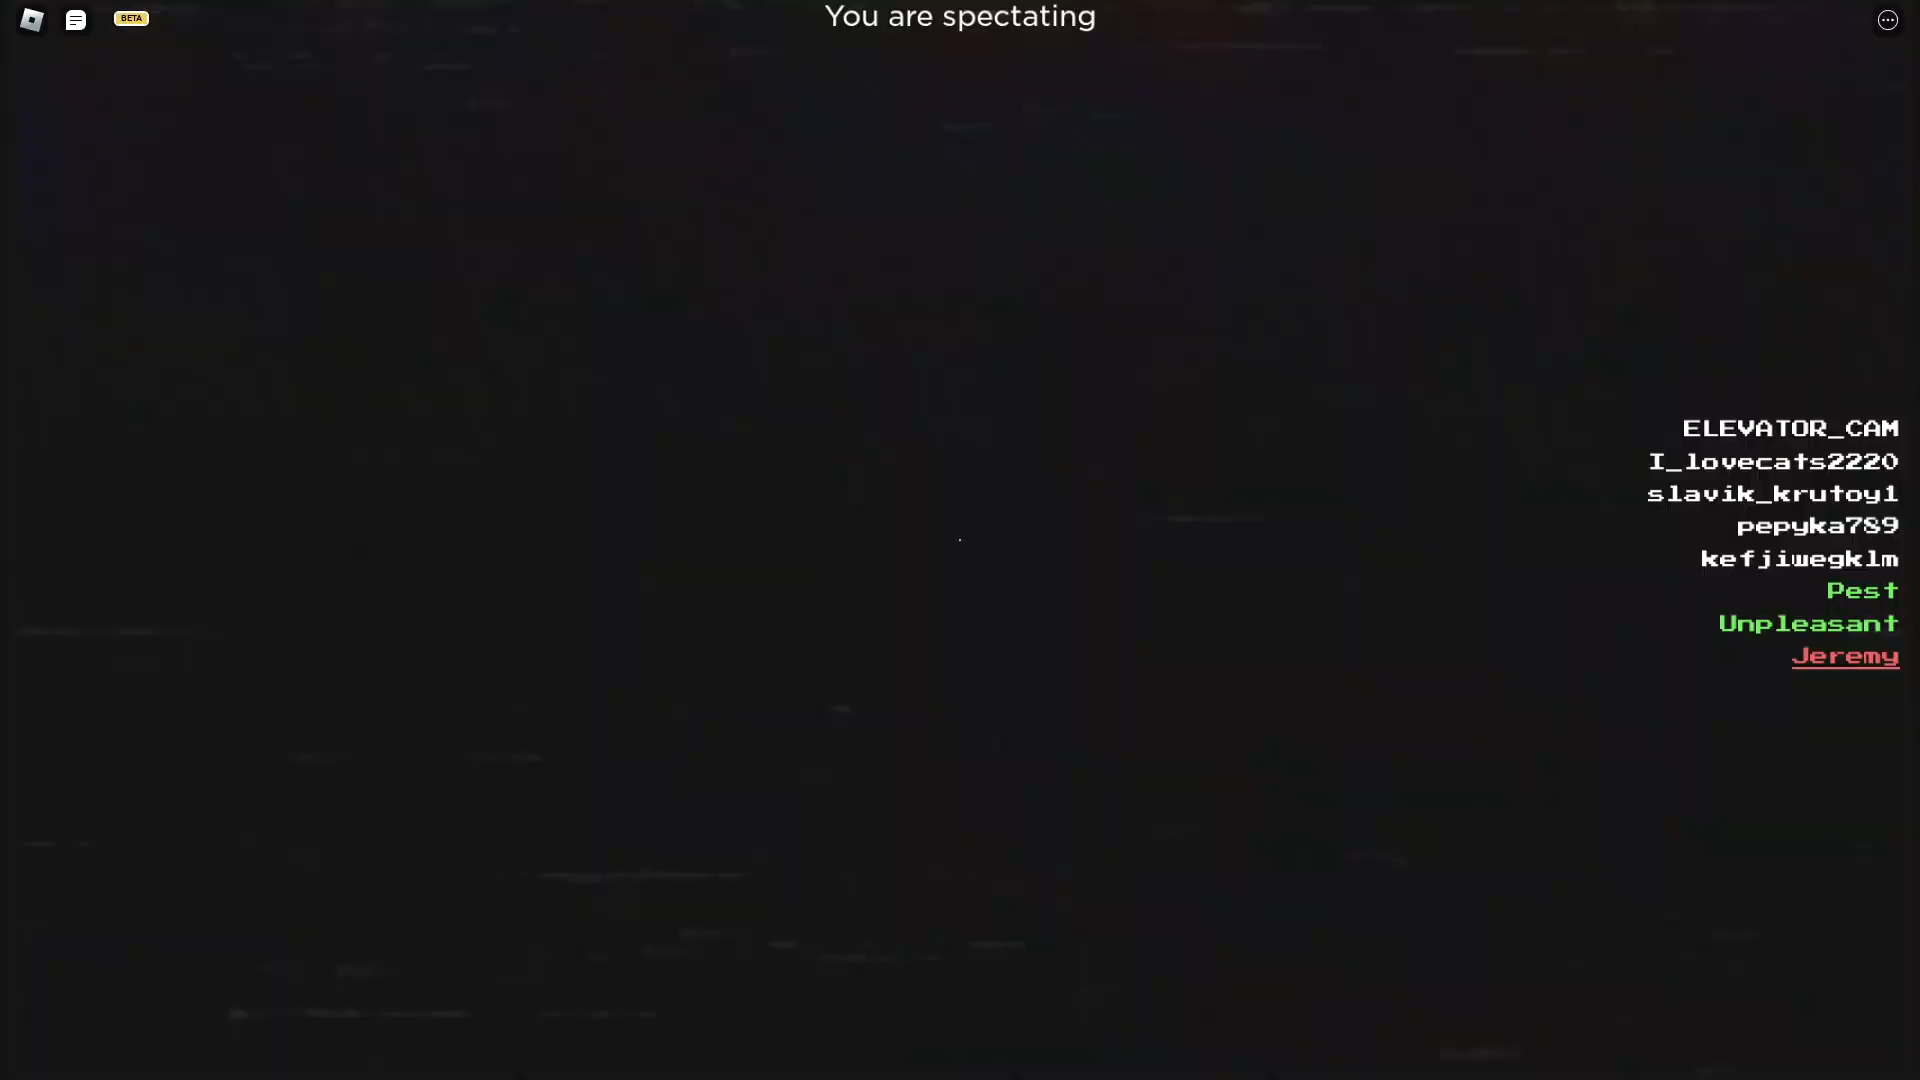 BETA
You are spectating
ELEVATOR_CAM
I_lovecats2220
slavik_krutoy1
pepyka789
kefjiwegklm
Pest
Unpleasant
Jeremy